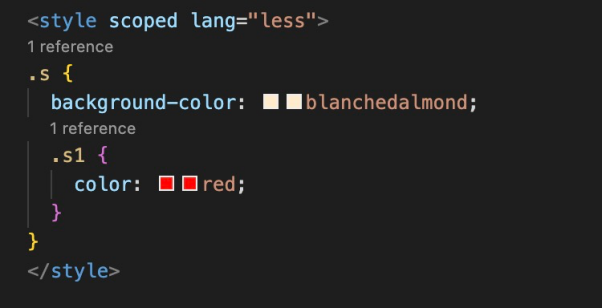 <style scoped lang="less">
1 reference
.s {
background-color: blanchedalmond;
1 reference
.s1 {
color: red;
}
}
</style>